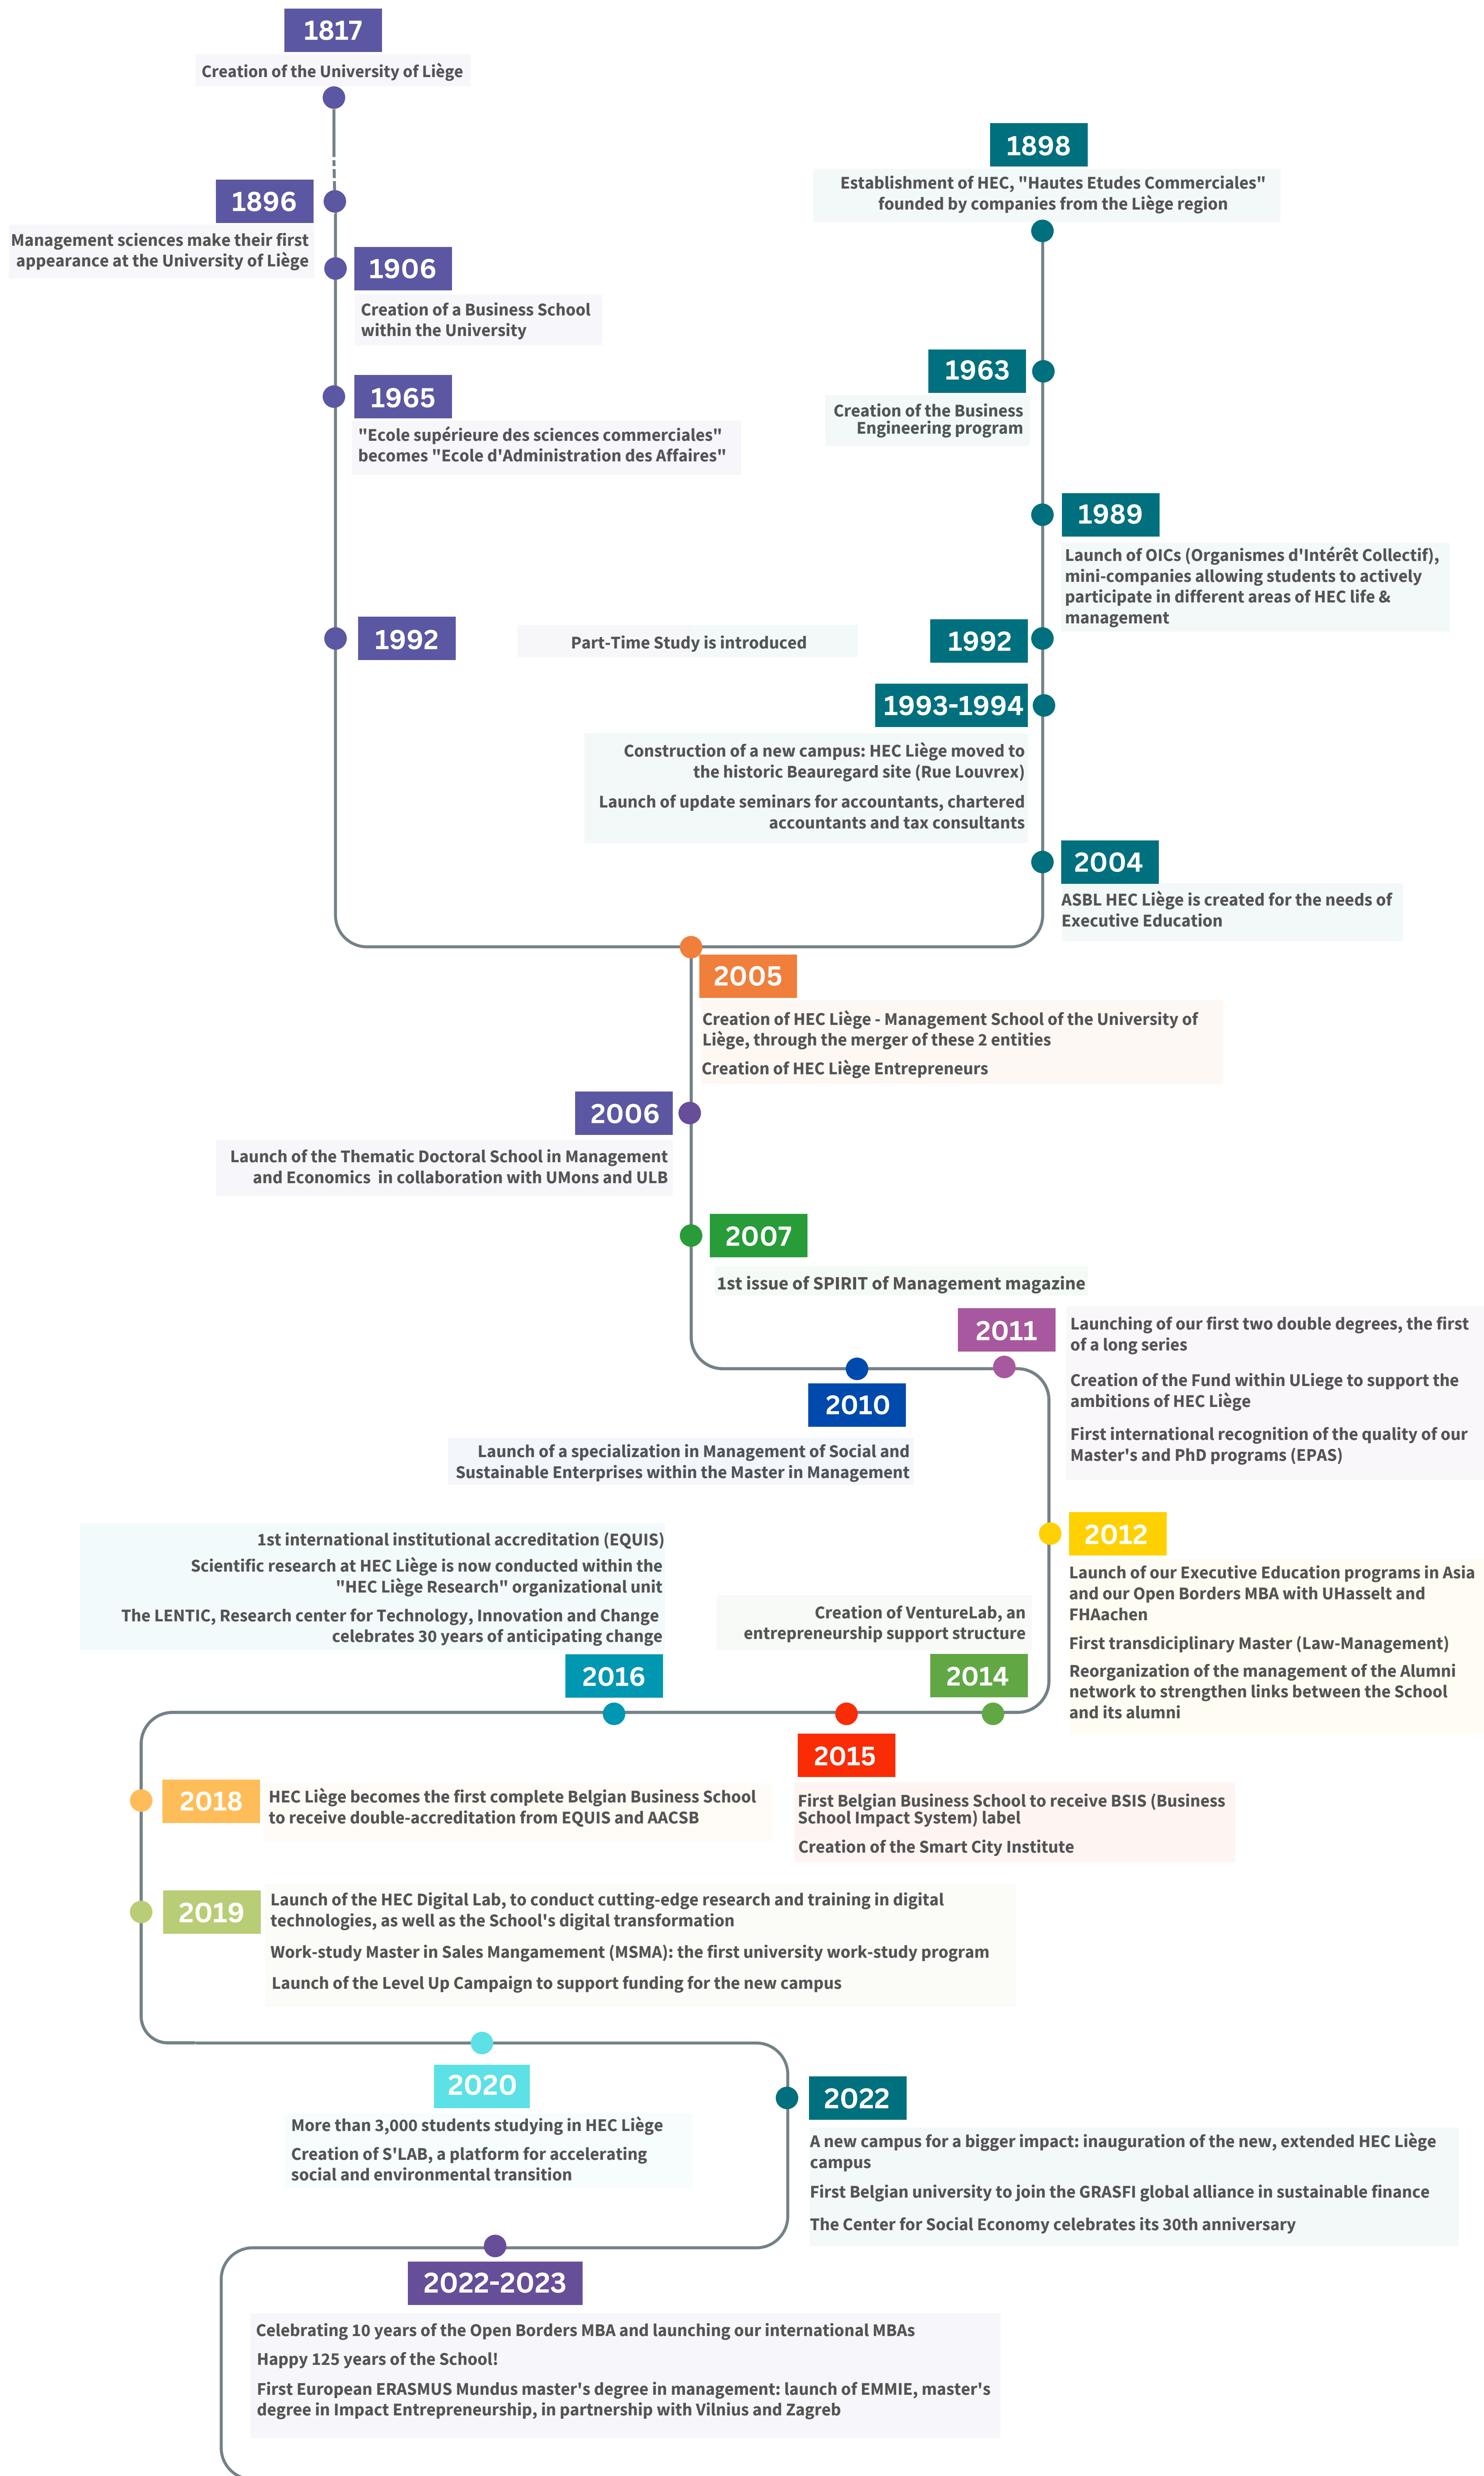 1817
Creation of the University of Liège
1898
Establishment of HEC, "Hautes Etudes Commerciales"
founded by companies from the Liège region
1896
Management sciences make their first
appearance at the University of Liège
1906
Creation of a Business School
within the University
1963
Creation of the Business
Engineering program
1965
"Ecole supérieure des sciences commerciales"
becomes "Ecole d'Administration des Affaires"
1989
Launch of OICs (Organismes d'Intérêt Collectif),
mini-companies allowing students to actively
participate in different areas of HEC life &
management
1992
Part-Time Study is introduced
1992
1993-1994
Construction of a new campus: HEC Liège moved to
the historic Beauregard site (Rue Louvrex)
Launch of update seminars for accountants, chartered
accountants and tax consultants
2004
ASBL HEC Liège is created for the needs of
Executive Education
2005
Creation of HEC Liège - Management School of the University of
Liège, through the merger of these 2 entities
Creation of HEC Liège Entrepreneurs
2006
Launch of the Thematic Doctoral School in Management
and Economics in collaboration with UMons and ULB
2007
1st issue of SPIRIT of Management magazine
2010
Launch of a specialization in Management of Social and
Sustainable Enterprises within the Master in Management
2011
Launching of our first two double degrees, the first
of a long series
Creation of the Fund within ULiege to support the
ambitions of HEC Liège
First international recognition of the quality of our
Master's and PhD programs (EPAS)
2012
Launch of our Executive Education programs in Asia
and our Open Borders MBA with UHasselt and
FHAachen
First transdiciplinary Master (Law-Management)
Reorganization of the management of the Alumni
network to strengthen links between the School
and its alumni
Creation of VentureLab, an
entrepreneurship support structure
2014
2015
First Belgian Business School to receive BSIS (Business
School Impact System) label
Creation of the Smart City Institute
1st international institutional accreditation (EQUIS)
Scientific research at HEC Liège is now conducted within the
"HEC Liège Research" organizational unit
The LENTIC, Research center for Technology, Innovation and Change
celebrates 30 years of anticipating change
2016
2018
HEC Liège becomes the first complete Belgian Business School
to receive double-accreditation from EQUIS and AACSB
2019
Launch of the HEC Digital Lab, to conduct cutting-edge research and training in digital
technologies, as well as the School's digital transformation
Work-study Master in Sales Mangamement (MSMA): the first university work-study program
Launch of the Level Up Campaign to support funding for the new campus
2020
More than 3,000 students studying in HEC Liège
Creation of S'LAB, a platform for accelerating
social and environmental transition
2022
A new campus for a bigger impact: inauguration of the new, extended HEC Liège
campus
First Belgian university to join the GRASFI global alliance in sustainable finance
The Center for Social Economy celebrates its 30th anniversary
2022-2023
Celebrating 10 years of the Open Borders MBA and launching our international MBAs
Happy 125 years of the School!
First European ERASMUS Mundus master's degree in management: launch of EMMIE, master's
degree in Impact Entrepreneurship, in partnership with Vilnius and Zagreb